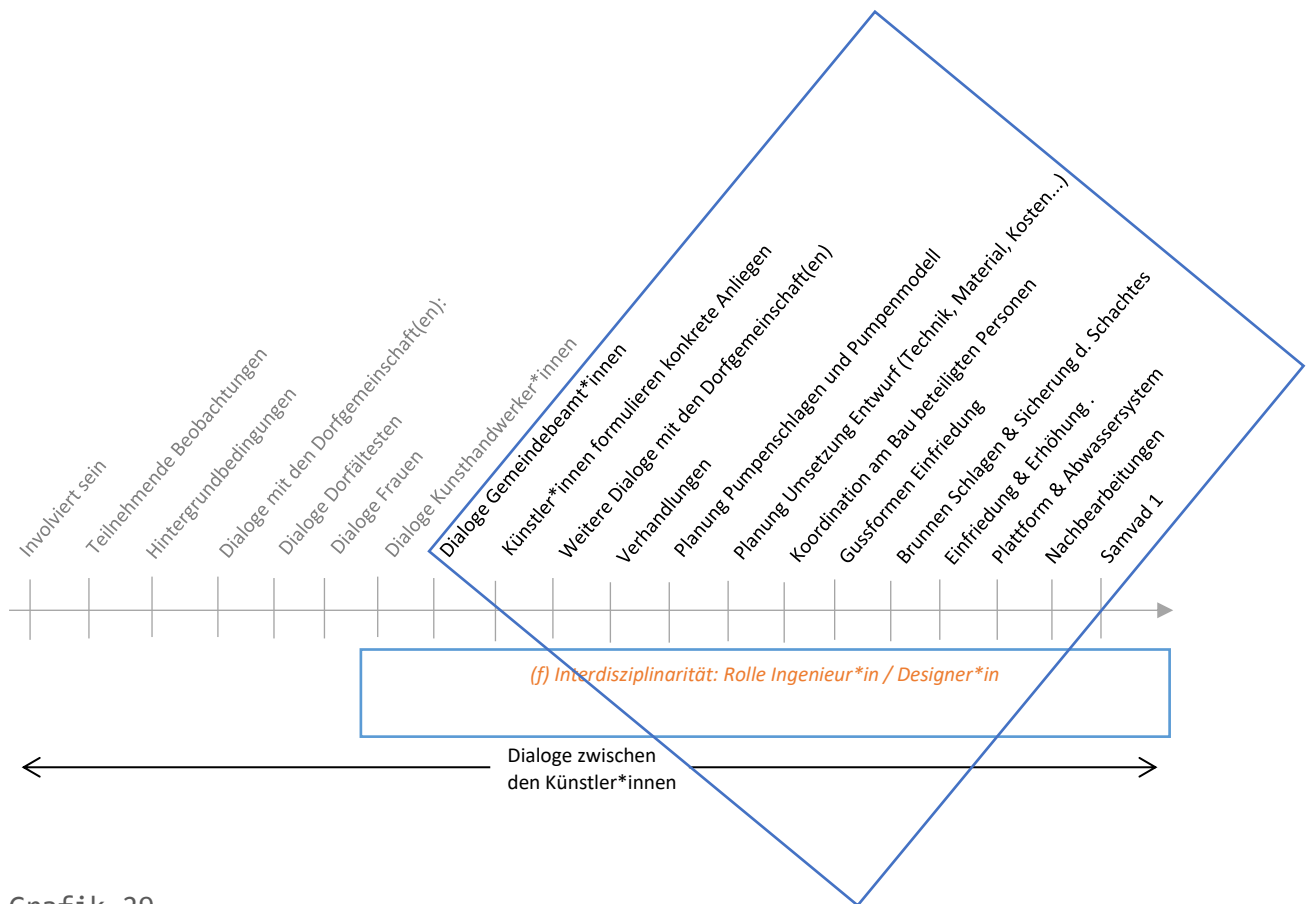 Involviert sein
Teilnehmende Beobachtungen
Hintergrundbedingungen
Dialoge mit den Dorfgemeinschaft(en):
Dialoge Dorfältesten
Dialoge Frauen
Dialoge Kunsthandwerker*innen
Dialoge Gemeindebeamt*innen
Künstler*innen formulieren konkrete Anliegen
Weitere Dialoge mit den Dorfgemeinschaft(en)
Verhandlungen
Planung Pumpenschlagen und Pumpenmodell
Planung Umsetzung Entwurf (Technik, Material, Kosten...)
Koordination am Bau beteiligten Personen
Gussformen Einfriedung
Brunnen Schlagen & Sicherung d. Schachtes
Einfriedung & Erhöhung .
Plattform & Abwassersystem
Nachbearbeitungen
Samvad 1
(f) Interdisziplinarität: Rolle Ingenieur*in / Designer*in
Dialoge zwischen
den Künstler*innen
Grafik 29